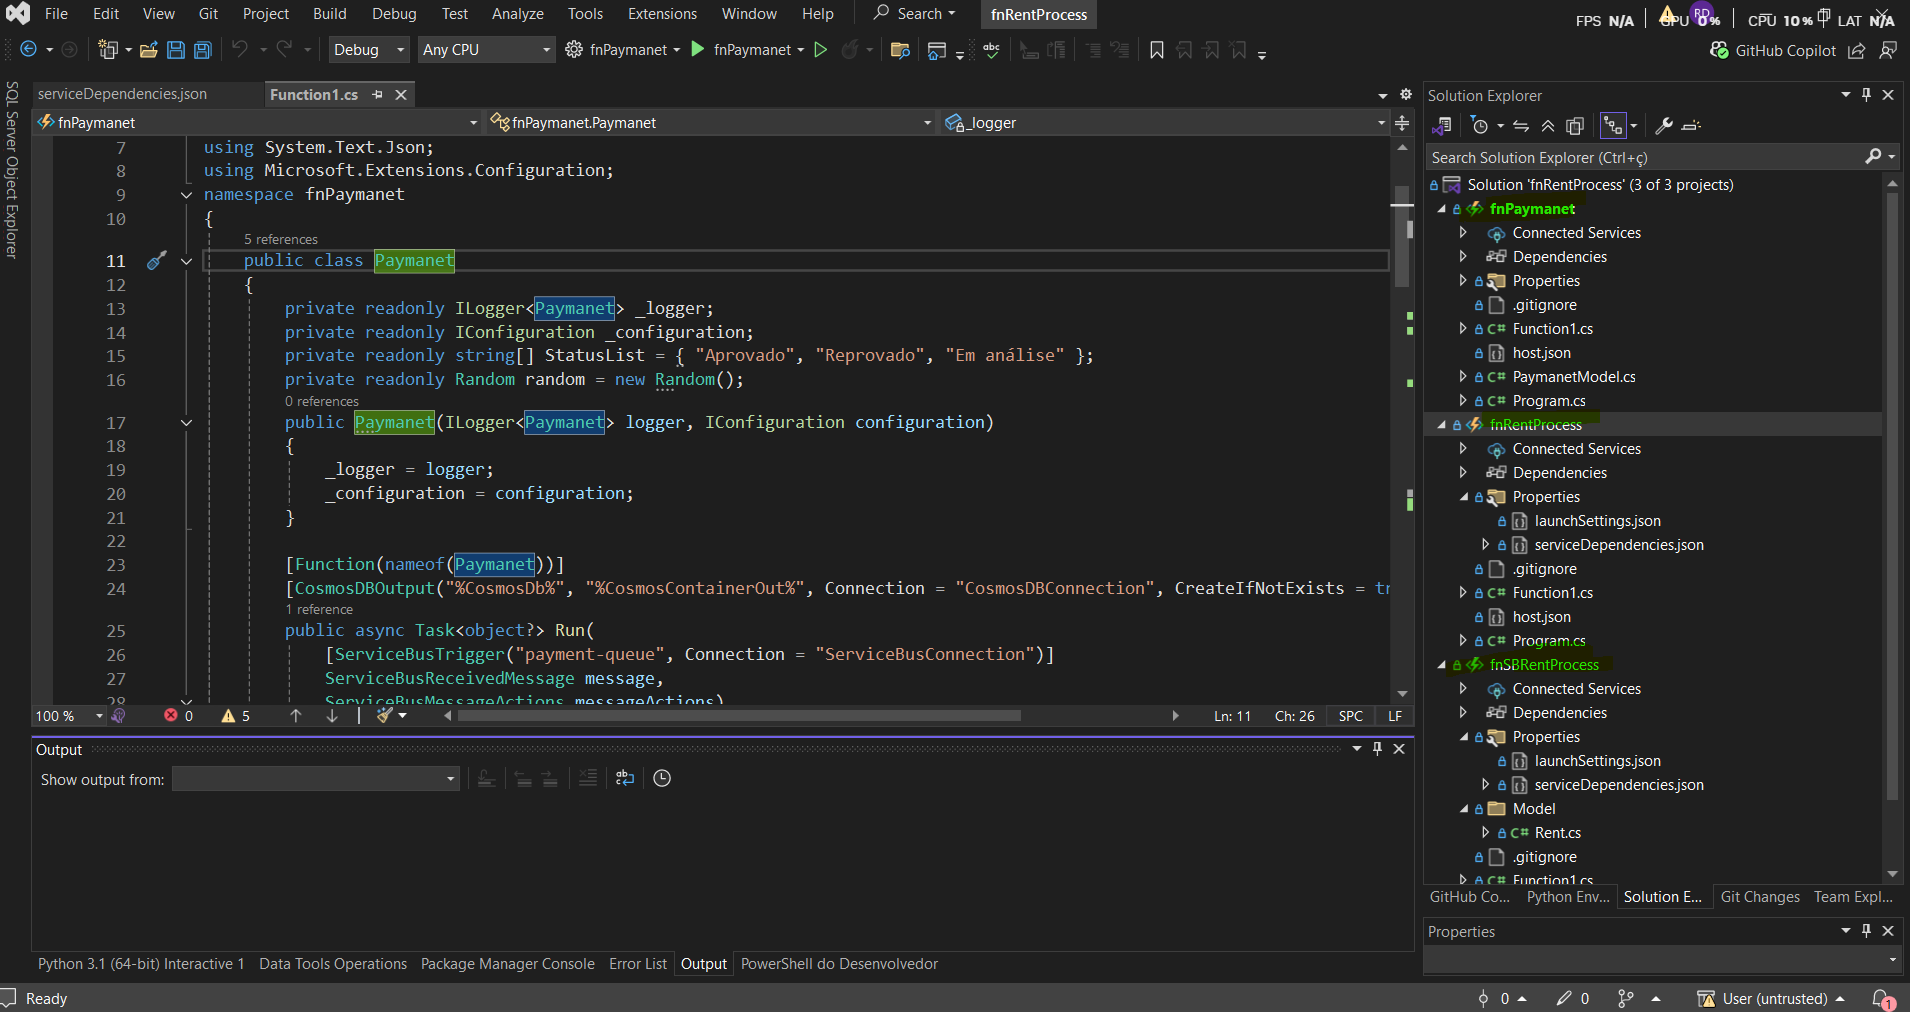 File Edit View Git Project Build Debug Test Analyze Tools Extensions Window Help Search fnRentProcess
FPS N/A GPU 0% CPU 10% LAT N/A
RD
Debug Any CPU fnPaymanet fnPaymanet
GitHub Copilot
SQL Server Object Explorer
serviceDependencies.json Function1.cs
fnPaymanet fnPaymanet.Paymanet _logger
7 using System.Text.Json;
8 using Microsoft.Extensions.Configuration;
9 namespace fnPaymanet
10 {
5 references
11 public class Paymanet
12 {
13 private readonly ILogger<Paymanet> _logger;
14 private readonly IConfiguration _configuration;
15 private readonly string[] StatusList = { "Aprovado", "Reprovado", "Em análise" };
16 private readonly Random random = new Random();
0 references
17 public Paymanet(ILogger<Paymanet> logger, IConfiguration configuration)
18 {
19 _logger = logger;
20 _configuration = configuration;
21 }
22
23 [Function(nameof(Paymanet))]
24 [CosmosDBOutput("%CosmosDb%", "%CosmosContainerOut%", Connection = "CosmosDBConnection", CreateIfNotExists = tr
1 reference
25 public async Task<object?> Run(
26 [ServiceBusTrigger("payment-queue", Connection = "ServiceBusConnection")]
27 ServiceBusReceivedMessage message,
28 ServiceBusMessageActions messageActions)
100 % 0 5 Ln: 11 Ch: 26 SPC LF
Output
Show output from:
Python 3.1 (64-bit) Interactive 1 Data Tools Operations Package Manager Console Error List Output PowerShell do Desenvolvedor
Solution Explorer
Search Solution Explorer (Ctrl+ç)
Solution 'fnRentProcess' (3 of 3 projects)
fnPaymanet
Connected Services
Dependencies
Properties
.gitignore
C# Function1.cs
host.json
C# PaymanetModel.cs
C# Program.cs
fnRentProcess
Connected Services
Dependencies
Properties
launchSettings.json
serviceDependencies.json
.gitignore
C# Function1.cs
host.json
C# Program.cs
fnSBRentProcess
Connected Services
Dependencies
Properties
launchSettings.json
serviceDependencies.json
Model
C# Rent.cs
.gitignore
C# Function1.cs
GitHub Co... Python Env... Solution E... Git Changes Team Expl...
Properties
Ready 0 0 User (untrusted) 1